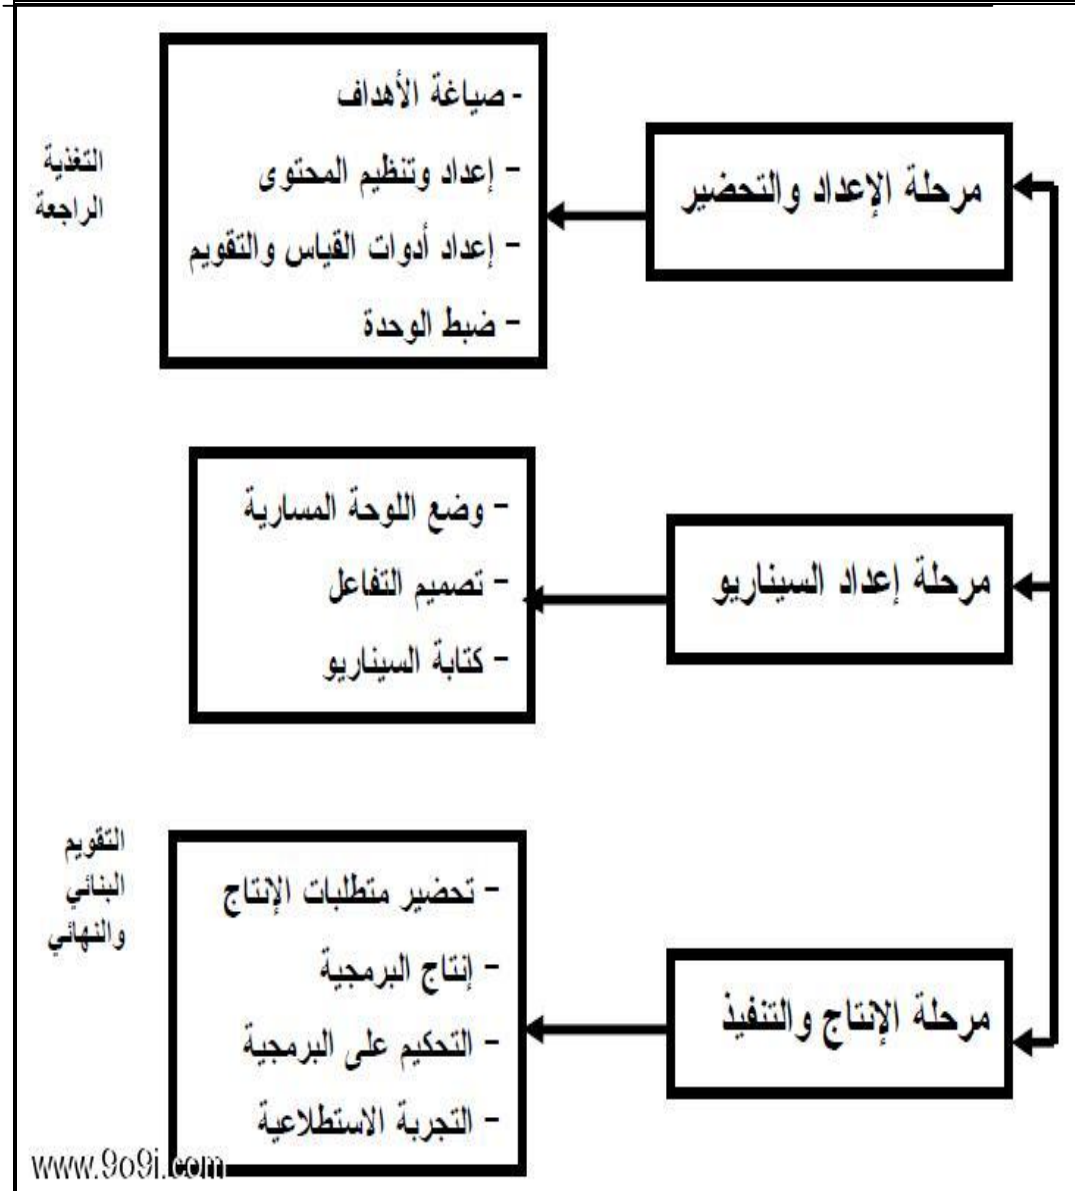 مرحلة الإعداد والتحضير
- صياغة الأهداف
- إعداد وتنظيم المحتوى
- إعداد أدوات القياس والتقويم
- ضبط الوحدة
التغذية
الراجعة
مرحلة إعداد السيناريو
- وضع اللوحة المسارية
- تصميم التفاعل
- كتابة السيناريو
مرحلة الإنتاج والتنفيذ
- تحضير متطلبات الإنتاج
- إنتاج البرمجية
- التحكيم على البرمجية
- التجربة الاستطلاعية
التقويم
البنائي
والنهائي
www.9o9i.com